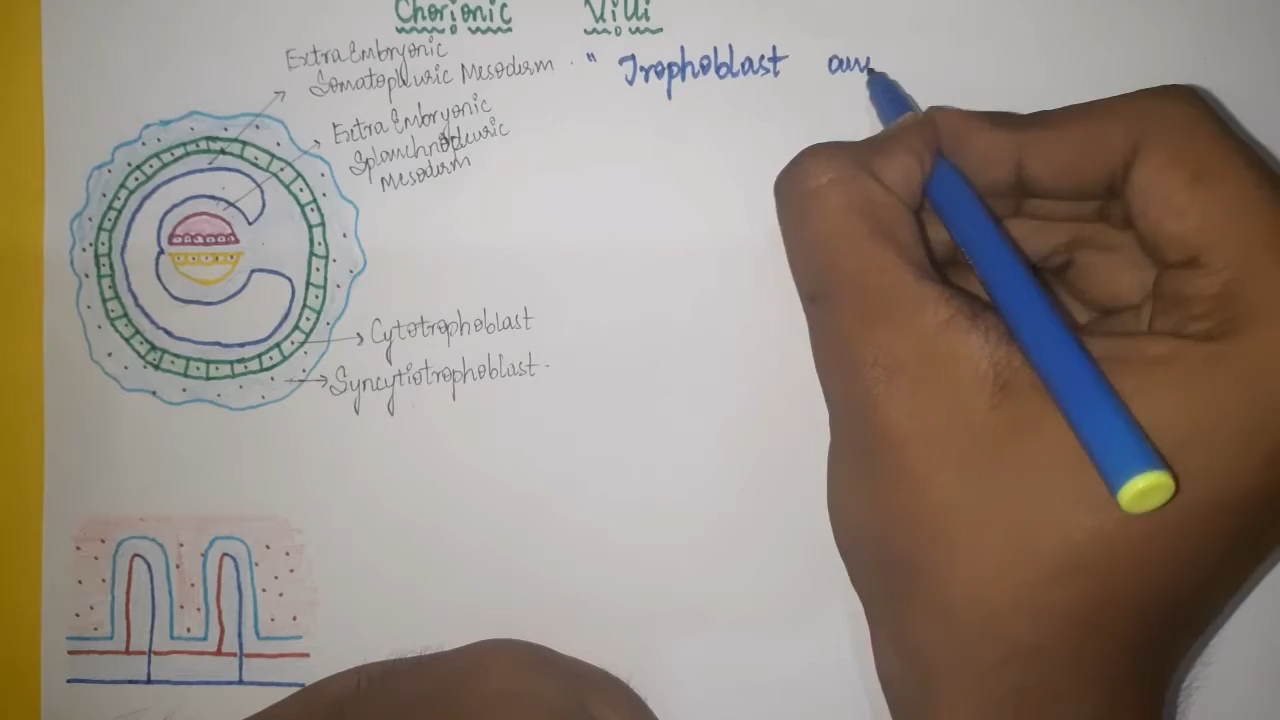 Chorionic Villi
Extra Embryonic
Somatopleuric Mesoderm
" Trophoblast
Extra Embryonic
Splanchnopleuric
Mesoderm
Cytotrophoblast
Syncytiotrophoblast